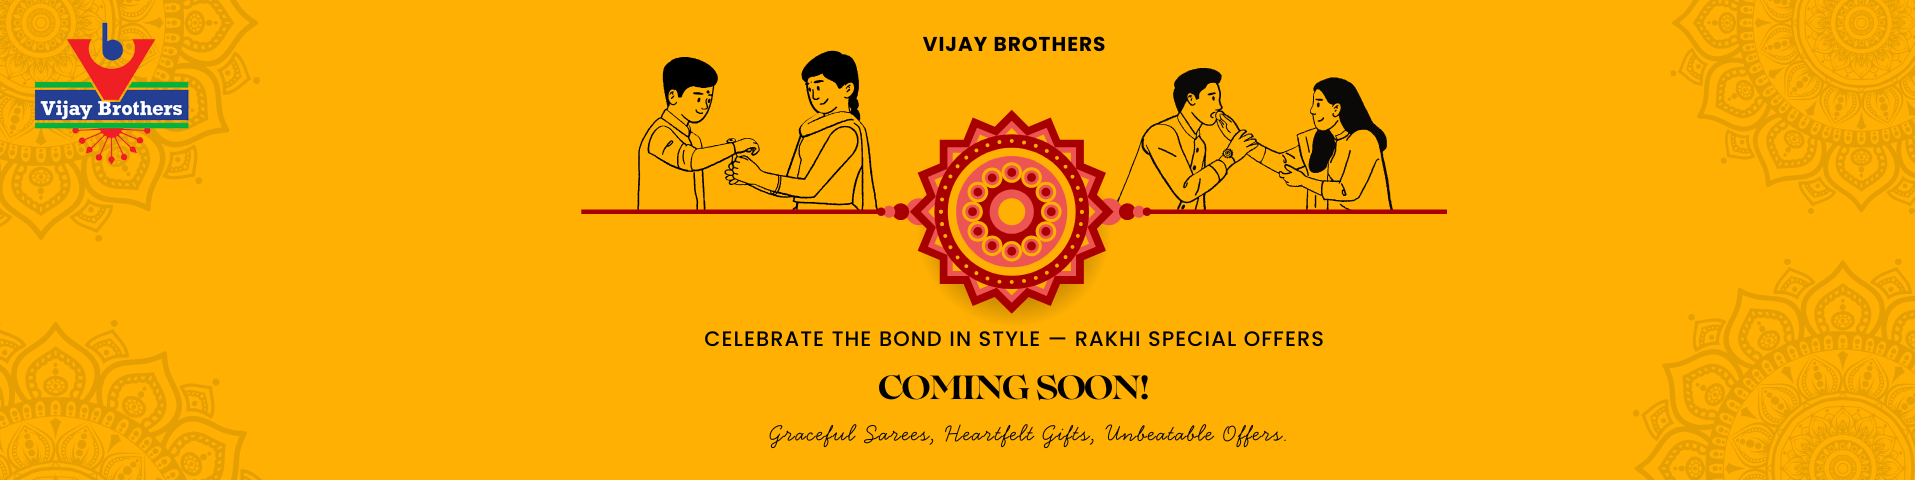 Vijay Brothers
VIJAY BROTHERS
CELEBRATE THE BOND IN STYLE — RAKHI SPECIAL OFFERS
COMING SOON!
Graceful Sarees, Heartfelt Gifts, Unbeatable Offers.